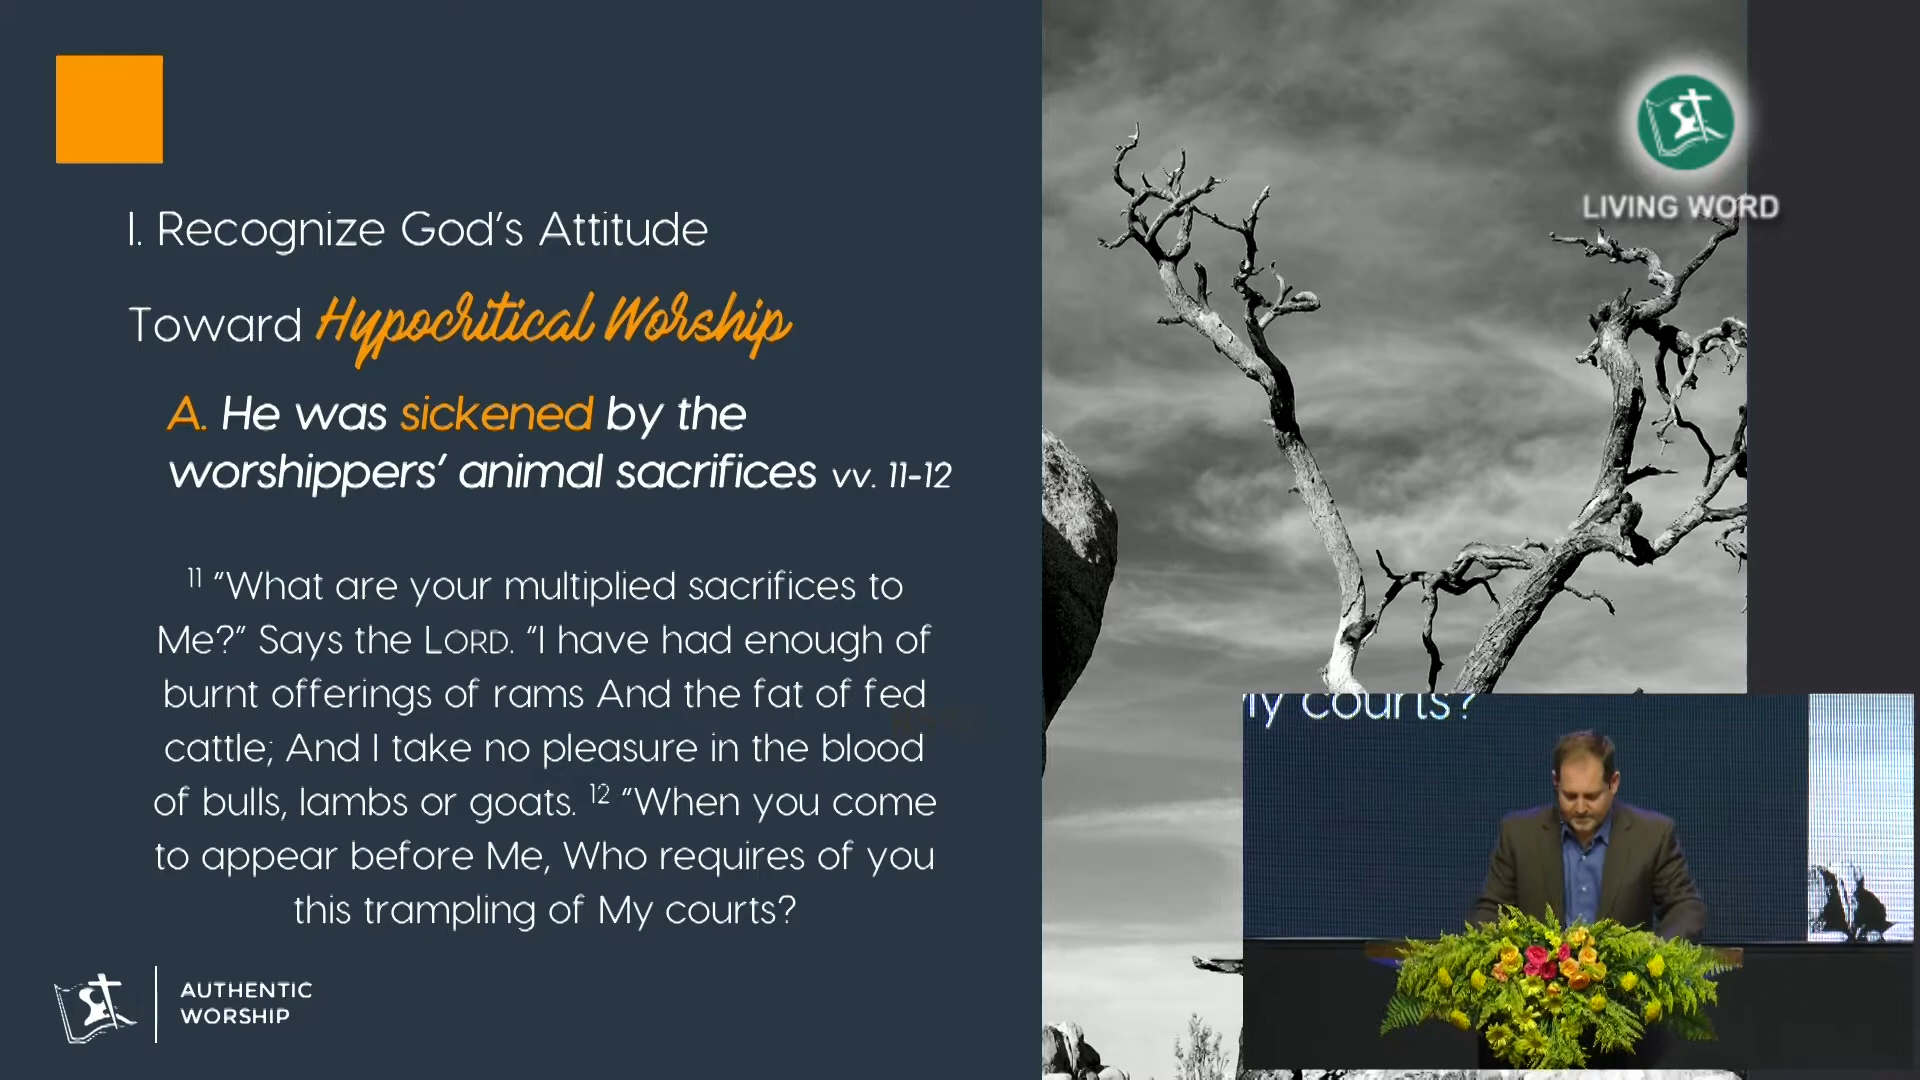 I. Recognize God's Attitude
Toward Hypocritical Worship
A. He was sickened by the
worshippers' animal sacrifices vv. 11-12
11 "What are your multiplied sacrifices to
Me?" Says the LORD. "I have had enough of
burnt offerings of rams And the fat of fed
cattle; And I take no pleasure in the blood
of bulls, lambs or goats. 12 "When you come
to appear before Me, Who requires of you
this trampling of My courts?
AUTHENTIC
WORSHIP
LIVING WORD
My courts?